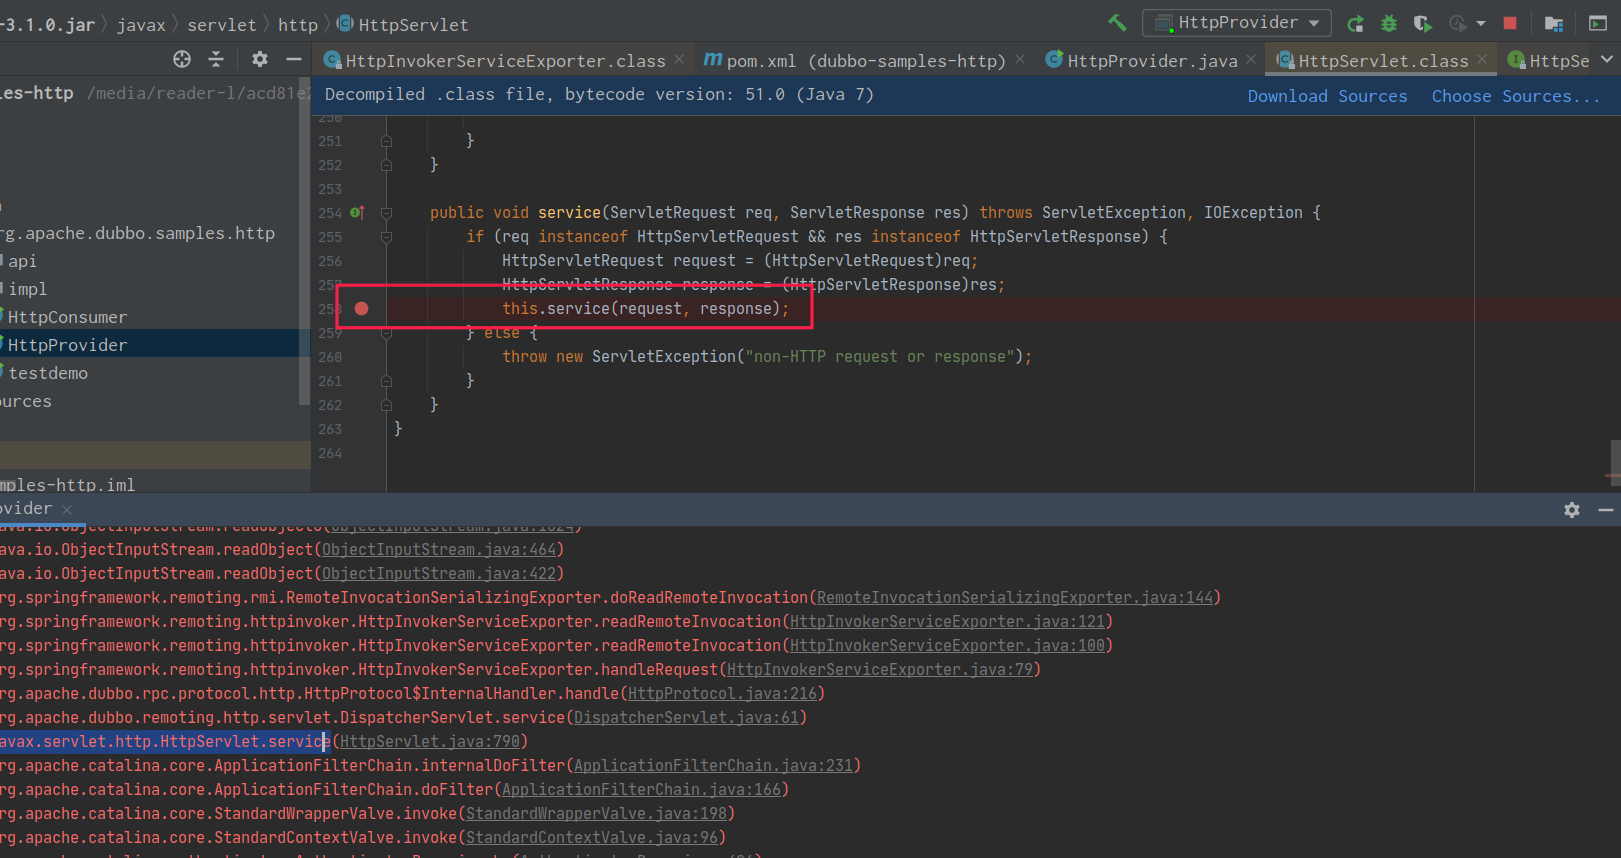 -3.1.0.jar javax servlet http HttpServlet HttpProvider
HttpInvokerServiceExporter.class pom.xml (dubbo-samples-http) HttpProvider.java HttpServlet.class HttpSe
les-http /media/reader-l/acd81e
Decompiled .class file, bytecode version: 51.0 (Java 7) Download Sources Choose Sources...
250
251 }
252 }
253
254 public void service(ServletRequest req, ServletResponse res) throws ServletException, IOException {
255 if (req instanceof HttpServletRequest && res instanceof HttpServletResponse) {
256 HttpServletRequest request = (HttpServletRequest)req;
257 HttpServletResponse response = (HttpServletResponse)res;
258 this.service(request, response);
259 } else {
260 throw new ServletException("non-HTTP request or response");
261 }
262 }
263 }
264
rg.apache.dubbo.samples.http
api
impl
HttpConsumer
HttpProvider
testdemo
ources
mples-http.iml
ovider
ava.io.ObjectInputStream.readObject0(ObjectInputStream.java:1624)
ava.io.ObjectInputStream.readObject(ObjectInputStream.java:464)
ava.io.ObjectInputStream.readObject(ObjectInputStream.java:422)
rg.springframework.remoting.rmi.RemoteInvocationSerializingExporter.doReadRemoteInvocation(RemoteInvocationSerializingExporter.java:144)
rg.springframework.remoting.httpinvoker.HttpInvokerServiceExporter.readRemoteInvocation(HttpInvokerServiceExporter.java:121)
rg.springframework.remoting.httpinvoker.HttpInvokerServiceExporter.readRemoteInvocation(HttpInvokerServiceExporter.java:100)
rg.springframework.remoting.httpinvoker.HttpInvokerServiceExporter.handleRequest(HttpInvokerServiceExporter.java:79)
rg.apache.dubbo.rpc.protocol.http.HttpProtocol$InternalHandler.handle(HttpProtocol.java:216)
rg.apache.dubbo.remoting.http.servlet.DispatcherServlet.service(DispatcherServlet.java:61)
avax.servlet.http.HttpServlet.service(HttpServlet.java:790)
rg.apache.catalina.core.ApplicationFilterChain.internalDoFilter(ApplicationFilterChain.java:231)
rg.apache.catalina.core.ApplicationFilterChain.doFilter(ApplicationFilterChain.java:166)
rg.apache.catalina.core.StandardWrapperValve.invoke(StandardWrapperValve.java:198)
rg.apache.catalina.core.StandardContextValve.invoke(StandardContextValve.java:96)